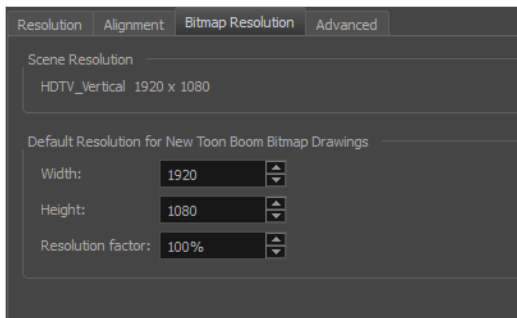 Resolution Alignment Bitmap Resolution Advanced
Scene Resolution
HDTV_Vertical 1920 x 1080
Default Resolution for New Toon Boom Bitmap Drawings
Width: 1920
Height: 1080
Resolution factor: 100%